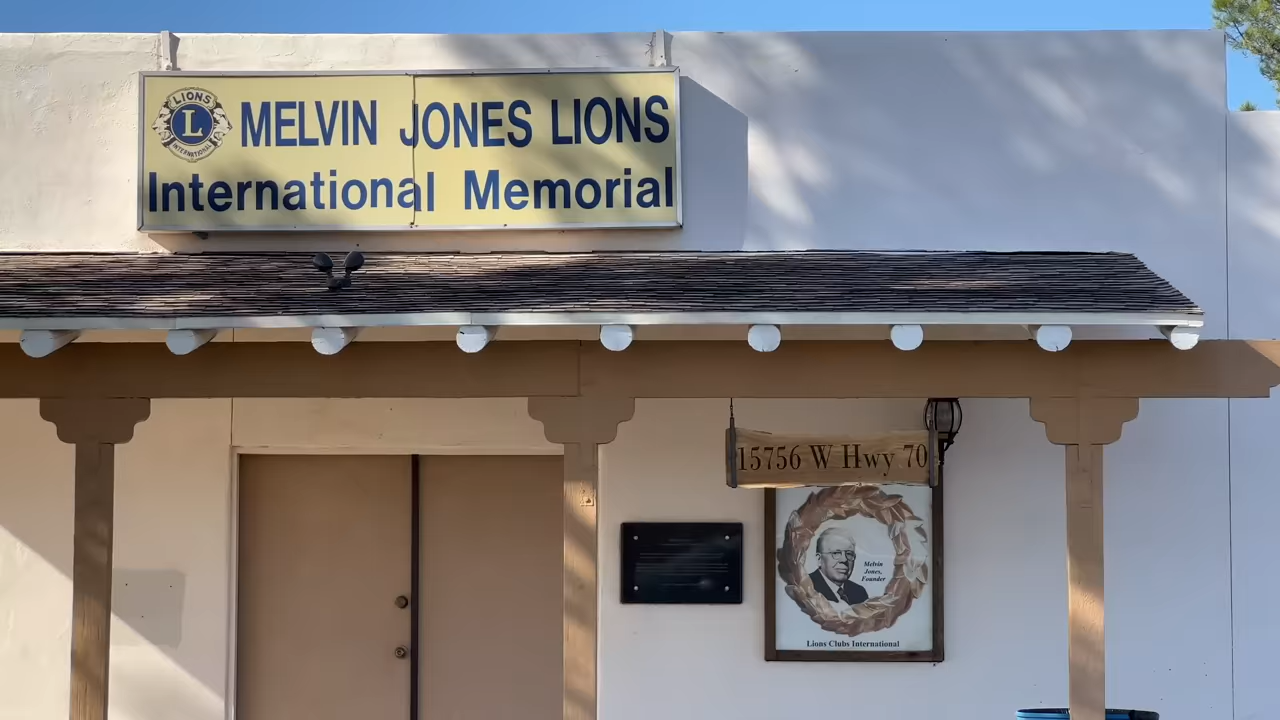 LIONS
L
INTERNATIONAL
MELVIN JONES LIONS
International Memorial
15756 W Hwy 70
Melvin
Jones,
Founder
Lions Clubs International